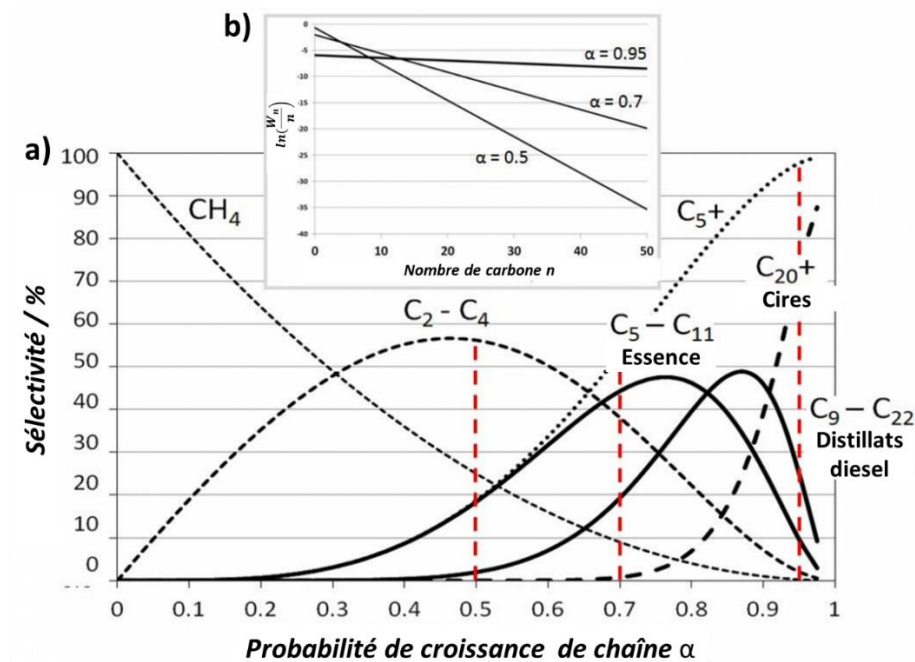 b)
0
-5
-10
-15
-20
-25
-30
-35
-40
ln(Wn/n)
α = 0.95
α = 0.7
α = 0.5
0 10 20 30 40 50
Nombre de carbone n
a)
100
90
80
70
60
50
40
30
20
10
0
Sélectivité / %
CH4
C2 - C4
C5+
C20+
Cires
C5 – C11
Essence
C9 – C22
Distillats
diesel
0 0.1 0.2 0.3 0.4 0.5 0.6 0.7 0.8 0.9 1
Probabilité de croissance de chaîne α